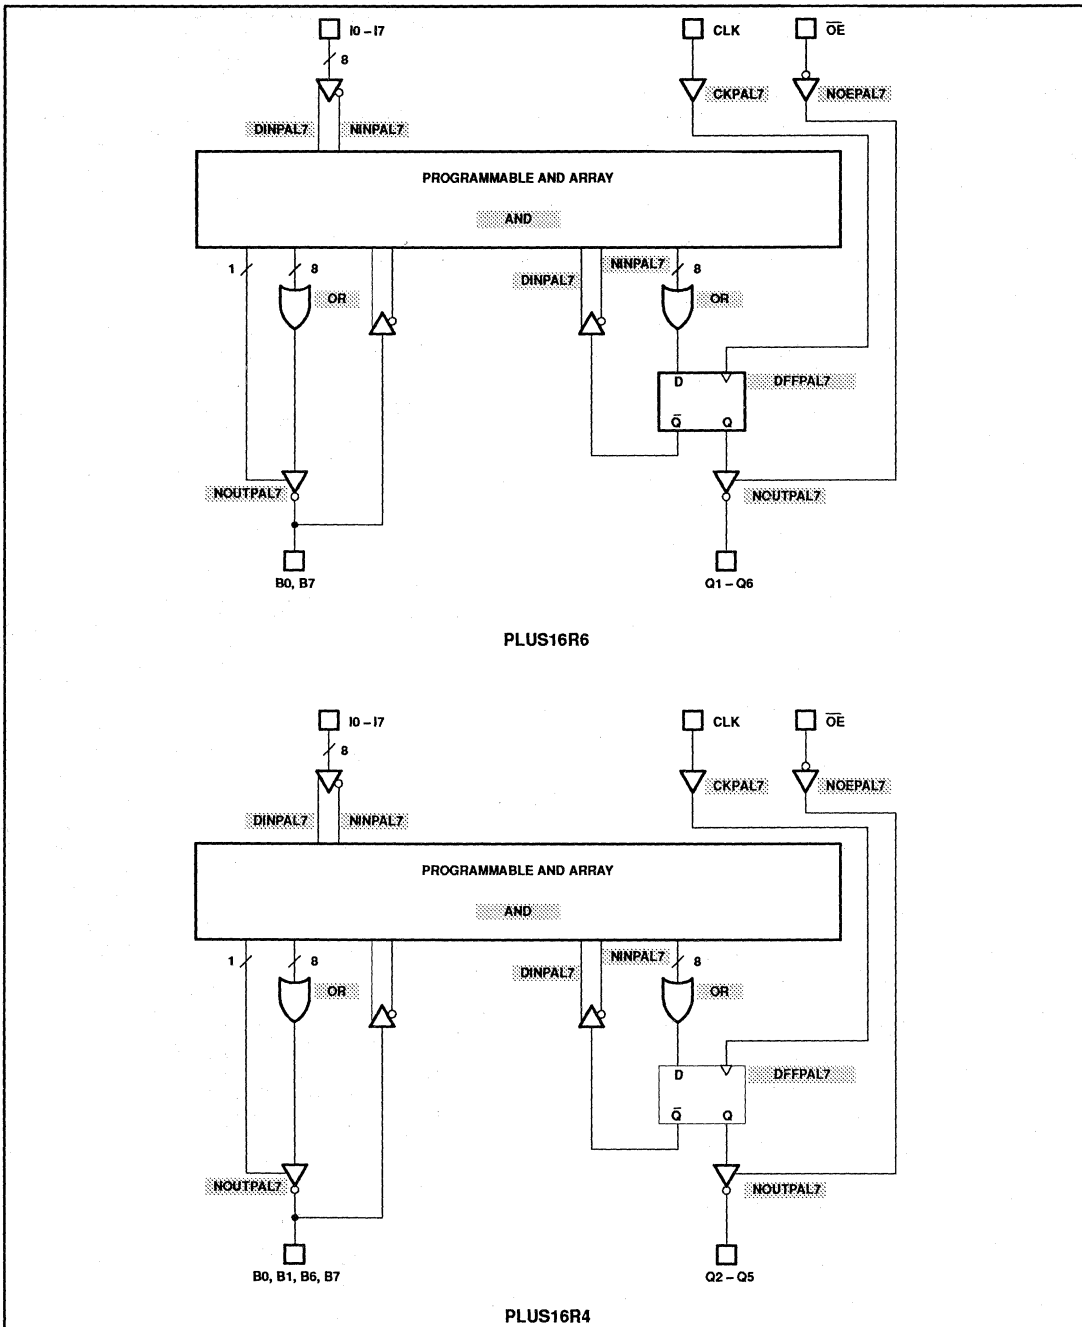 I0 – I7
CLK
OE
8
CKPAL7
NOEPAL7
DINPAL7
NINPAL7
PROGRAMMABLE AND ARRAY
AND
1
8
OR
DINPAL7
NINPAL7
8
OR
D
DFFPAL7
Q
Q
NOUTPAL7
NOUTPAL7
B0, B7
Q1 – Q6
PLUS16R6
I0 – I7
CLK
OE
8
CKPAL7
NOEPAL7
DINPAL7
NINPAL7
PROGRAMMABLE AND ARRAY
AND
1
8
OR
DINPAL7
NINPAL7
8
OR
D
DFFPAL7
Q
Q
NOUTPAL7
NOUTPAL7
B0, B1, B6, B7
Q2 – Q5
PLUS16R4